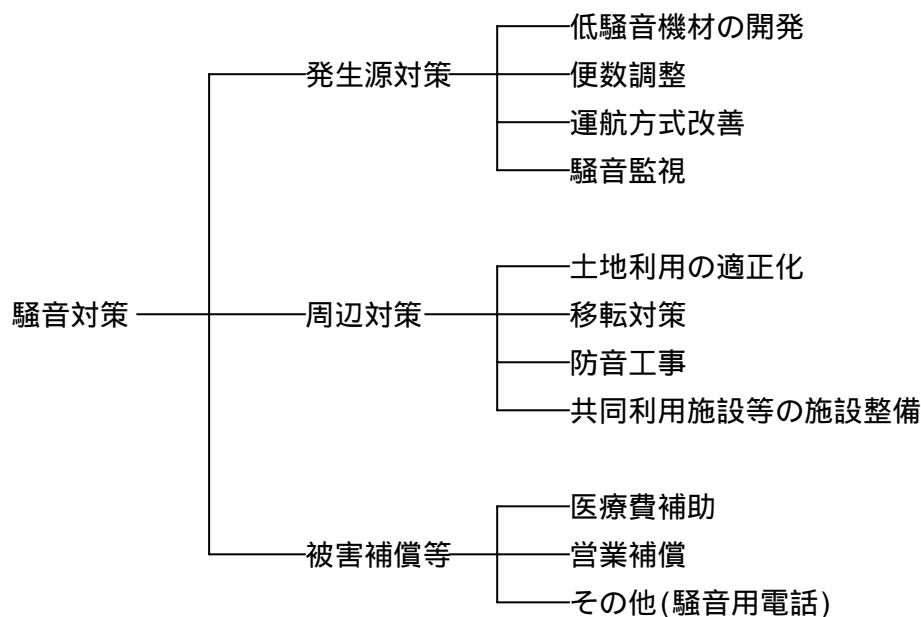 騒音対策
発生源対策
低騒音機材の開発
便数調整
運航方式改善
騒音監視
周辺対策
土地利用の適正化
移転対策
防音工事
共同利用施設等の施設整備
被害補償等
医療費補助
営業補償
その他(騒音用電話)